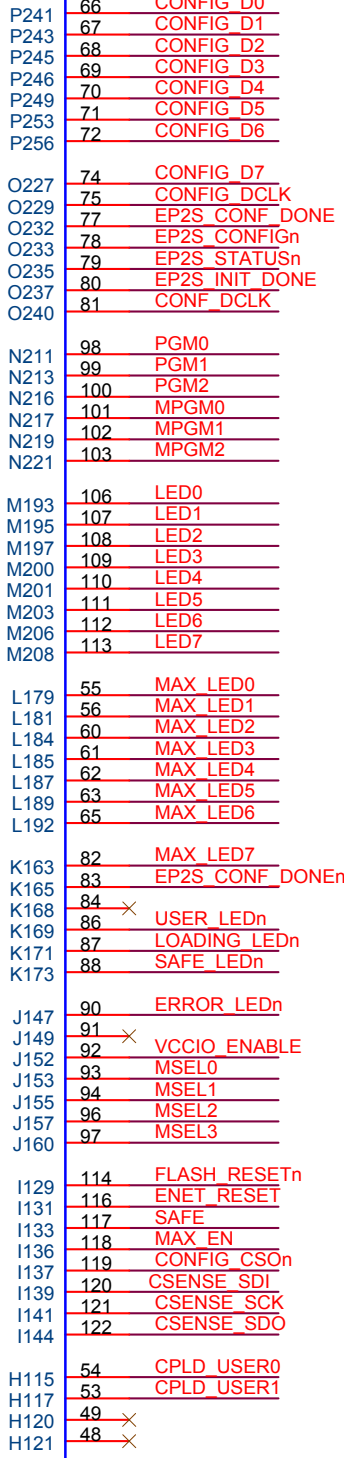 P241 66 CONFIG_D0
P243 67 CONFIG_D1
P245 68 CONFIG_D2
P246 69 CONFIG_D3
P249 70 CONFIG_D4
P253 71 CONFIG_D5
P256 72 CONFIG_D6
O227 74 CONFIG_D7
O229 75 CONFIG_DCLK
O232 77 EP2S_CONF_DONE
O233 78 EP2S_CONFIGn
O235 79 EP2S_STATUSn
O237 80 EP2S_INIT_DONE
O240 81 CONF_DCLK
N211 98 PGM0
N213 99 PGM1
N216 100 PGM2
N217 101 MPGM0
N219 102 MPGM1
N221 103 MPGM2
M193 106 LED0
M195 107 LED1
M197 108 LED2
M200 109 LED3
M201 110 LED4
M203 111 LED5
M206 112 LED6
M208 113 LED7
L179 55 MAX_LED0
L181 56 MAX_LED1
L184 60 MAX_LED2
L185 61 MAX_LED3
L187 62 MAX_LED4
L189 63 MAX_LED5
L192 65 MAX_LED6
K163 82 MAX_LED7
K165 83 EP2S_CONF_DONEn
K168 84
K169 86 USER_LEDn
K171 87 LOADING_LEDn
K173 88 SAFE_LEDn
J147 90 ERROR_LEDn
J149 91
J152 92 VCCIO_ENABLE
J153 93 MSEL0
J155 94 MSEL1
J157 96 MSEL2
J160 97 MSEL3
I129 114 FLASH_RESETn
I131 116 ENET_RESET
I133 117 SAFE
I136 118 MAX_EN
I137 119 CONFIG_CSOn
I139 120 CSENSE_SDI
I141 121 CSENSE_SCK
I144 122 CSENSE_SDO
H115 54 CPLD_USER0
H117 53 CPLD_USER1
H120 49
H121 48